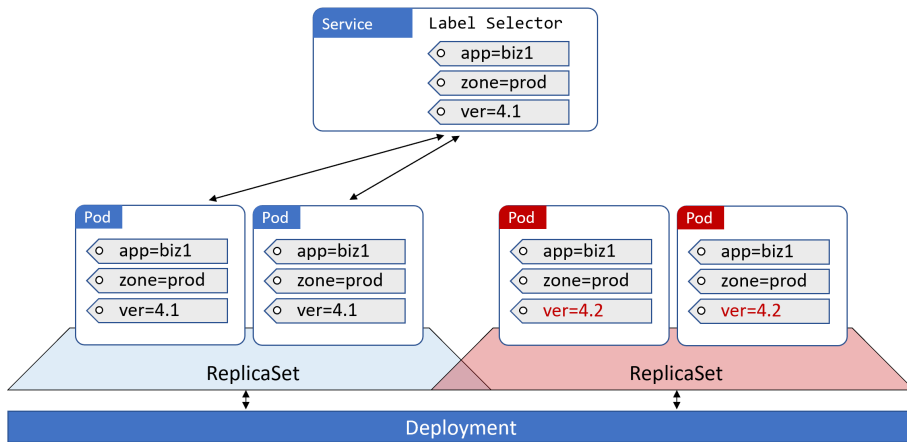 Service
Label Selector
app=biz1
zone=prod
ver=4.1
Pod
app=biz1
zone=prod
ver=4.1
Pod
app=biz1
zone=prod
ver=4.1
Pod
app=biz1
zone=prod
ver=4.2
Pod
app=biz1
zone=prod
ver=4.2
ReplicaSet
ReplicaSet
Deployment